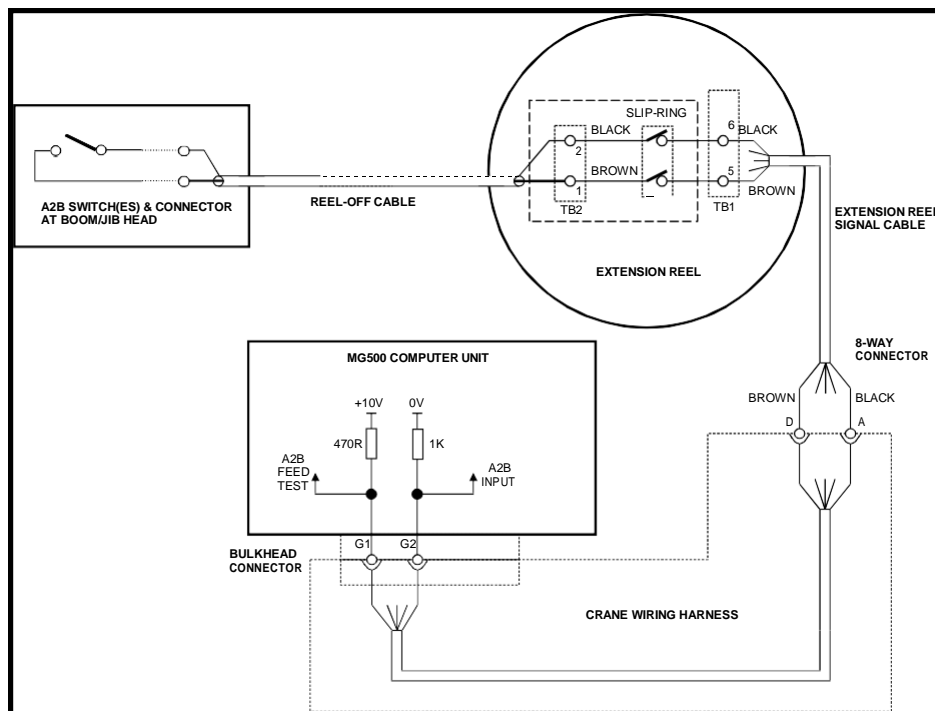 SLIP-RING
BLACK
6
BLACK
2
BROWN
5
1
BROWN
TB2
TB1
A2B SWITCH(ES) & CONNECTOR
AT BOOM/JIB HEAD
REEL-OFF CABLE
EXTENSION REEL
SIGNAL CABLE
EXTENSION REEL
MG500 COMPUTER UNIT
8-WAY
CONNECTOR
+10V
0V
BROWN
BLACK
D
A
470R
1K
A2B
FEED
TEST
A2B
INPUT
G1
G2
BULKHEAD
CONNECTOR
CRANE WIRING HARNESS